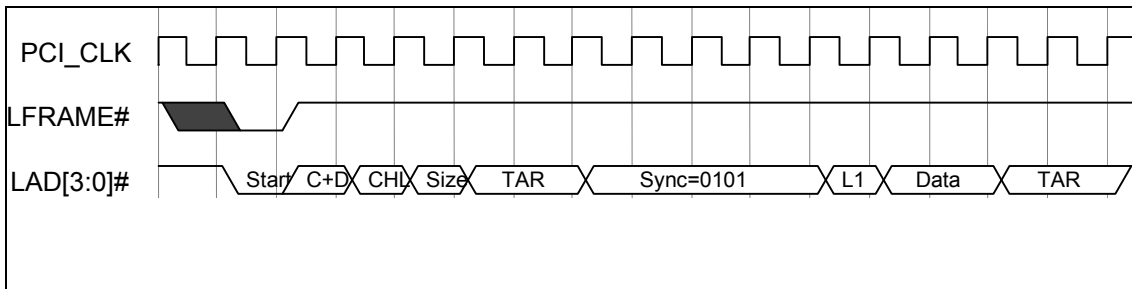 PCI_CLK
LFRAME#
LAD[3:0]# Start C+D CHL Size TAR Sync=0101 L1 Data TAR